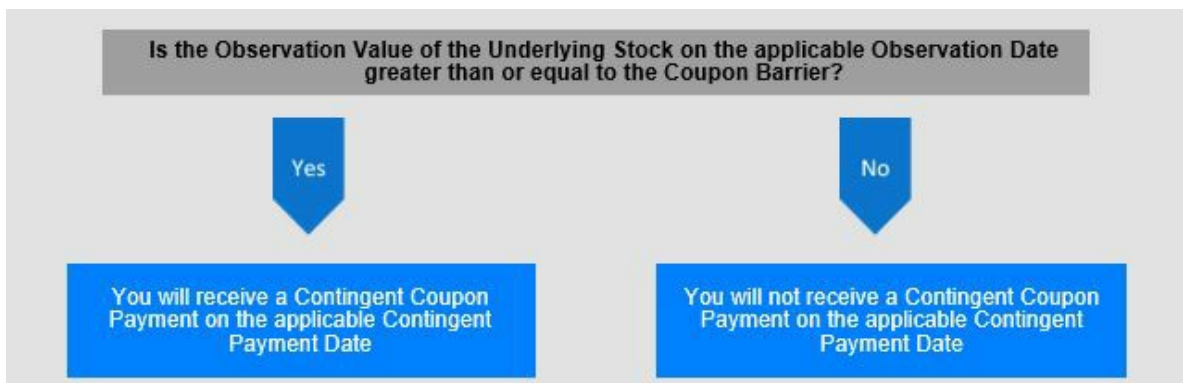 Is the Observation Value of the Underlying Stock on the applicable Observation Date
greater than or equal to the Coupon Barrier?
Yes
No
You will receive a Contingent Coupon
Payment on the applicable Contingent
Payment Date
You will not receive a Contingent Coupon
Payment on the applicable Contingent
Payment Date